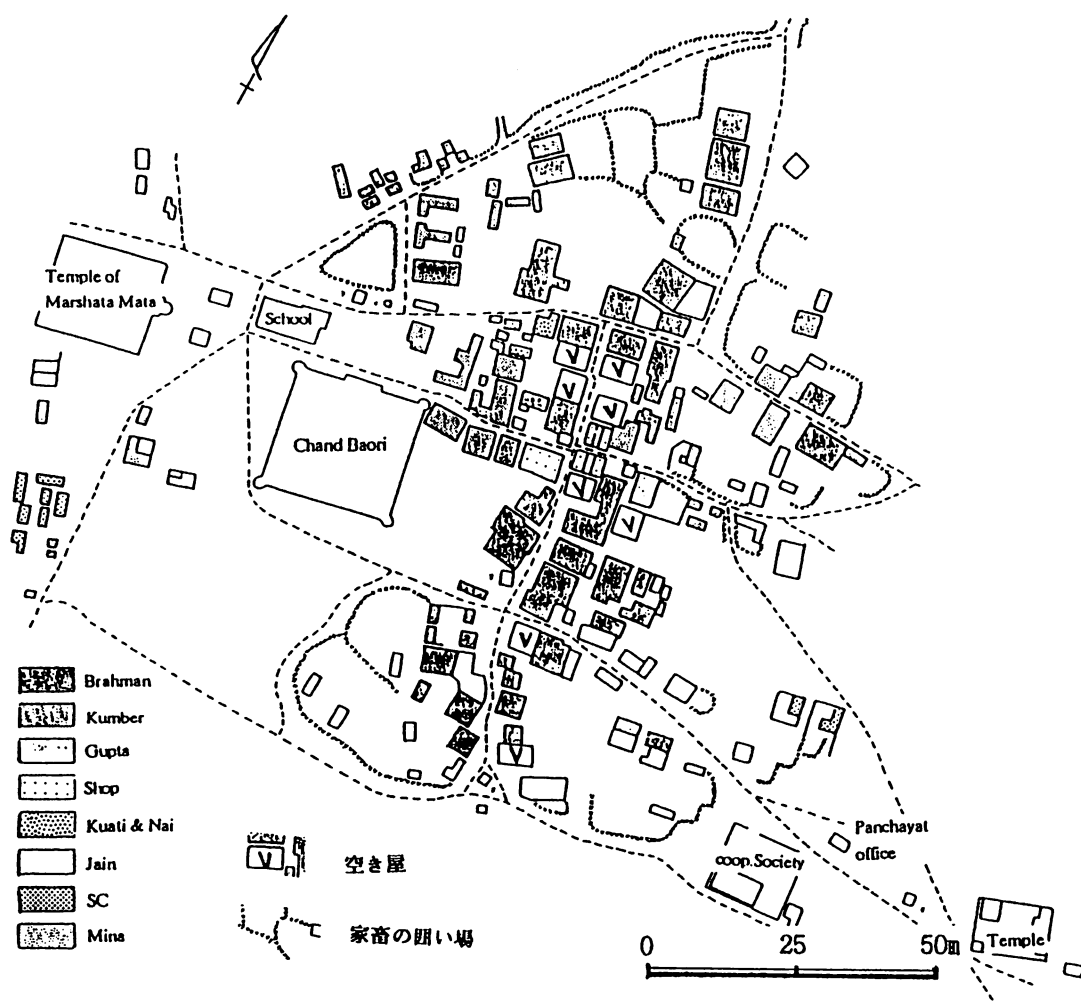 Temple of
Marshata Mata
School
Chand Baori
Brahman
Kumber
Gupta
Shop
Kuati & Nai
Jain
SC
Mina
V 空き屋
家畜の囲い場
Panchayat
office
coop. Society
Temple
0 25 50m